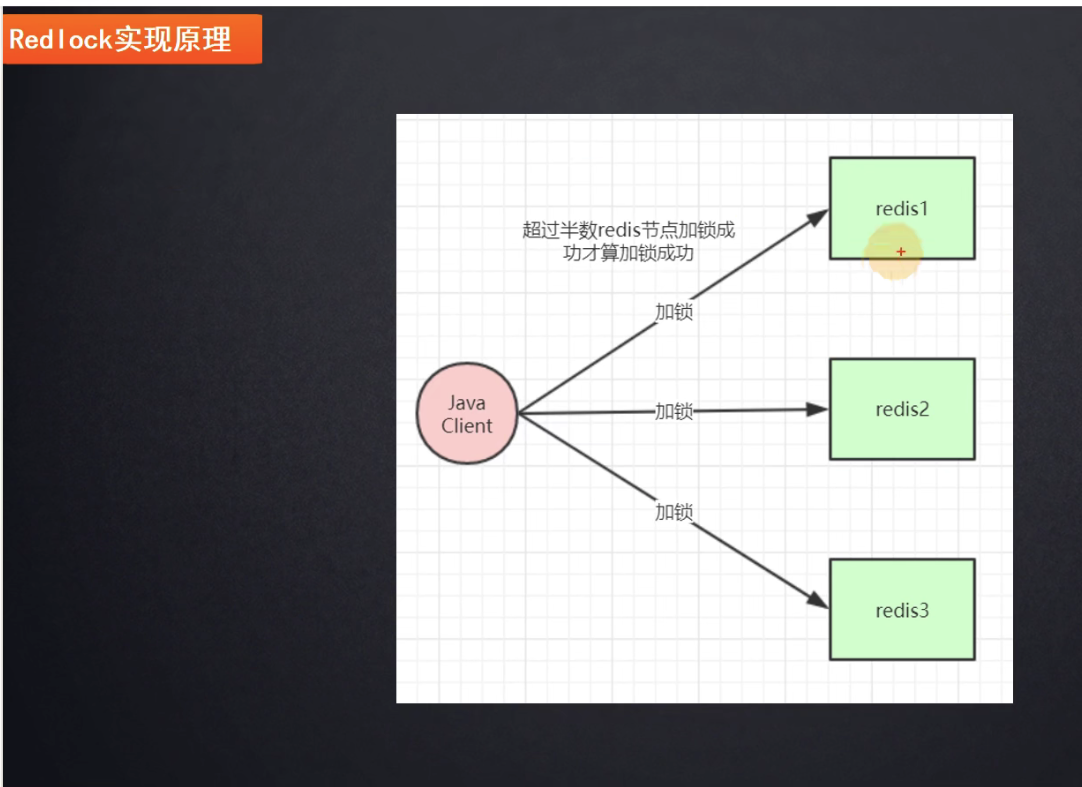 Redlock实现原理
超过半数redis节点加锁成
功才算加锁成功
redis1
加锁
Java
Client
加锁
redis2
加锁
redis3